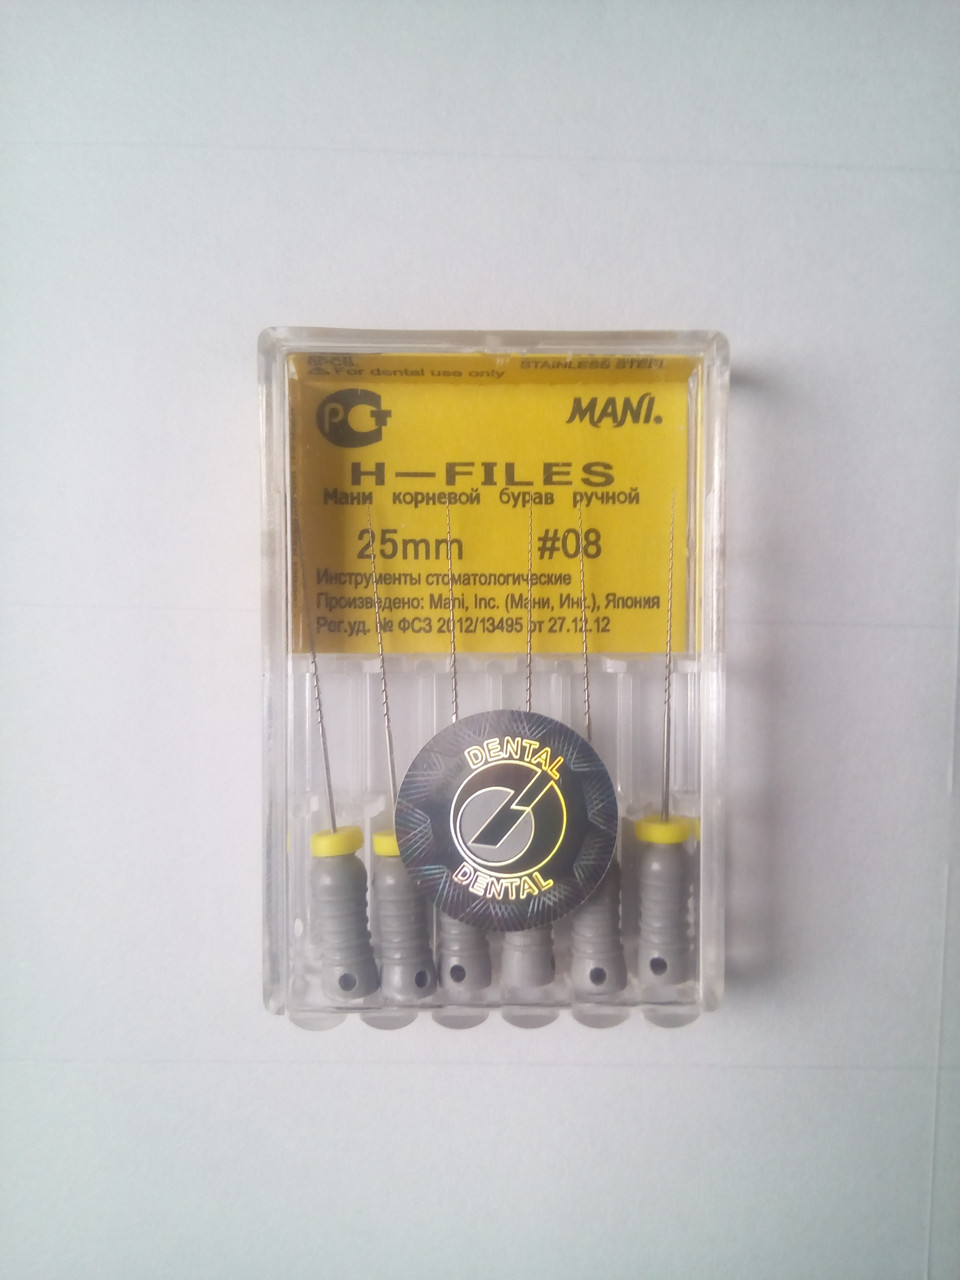 For dental use only
STAINLESS STEEL
РСТ
MANI.
H-FILES
Мани корневой бурав ручной
25mm #08
Инструменты стоматологические
Произведено: Mani, Inc. (Мани, Инк.), Япония
Рег.уд. № ФСЗ 2012/13495 от 27.12.12
DENTAL
DENTAL